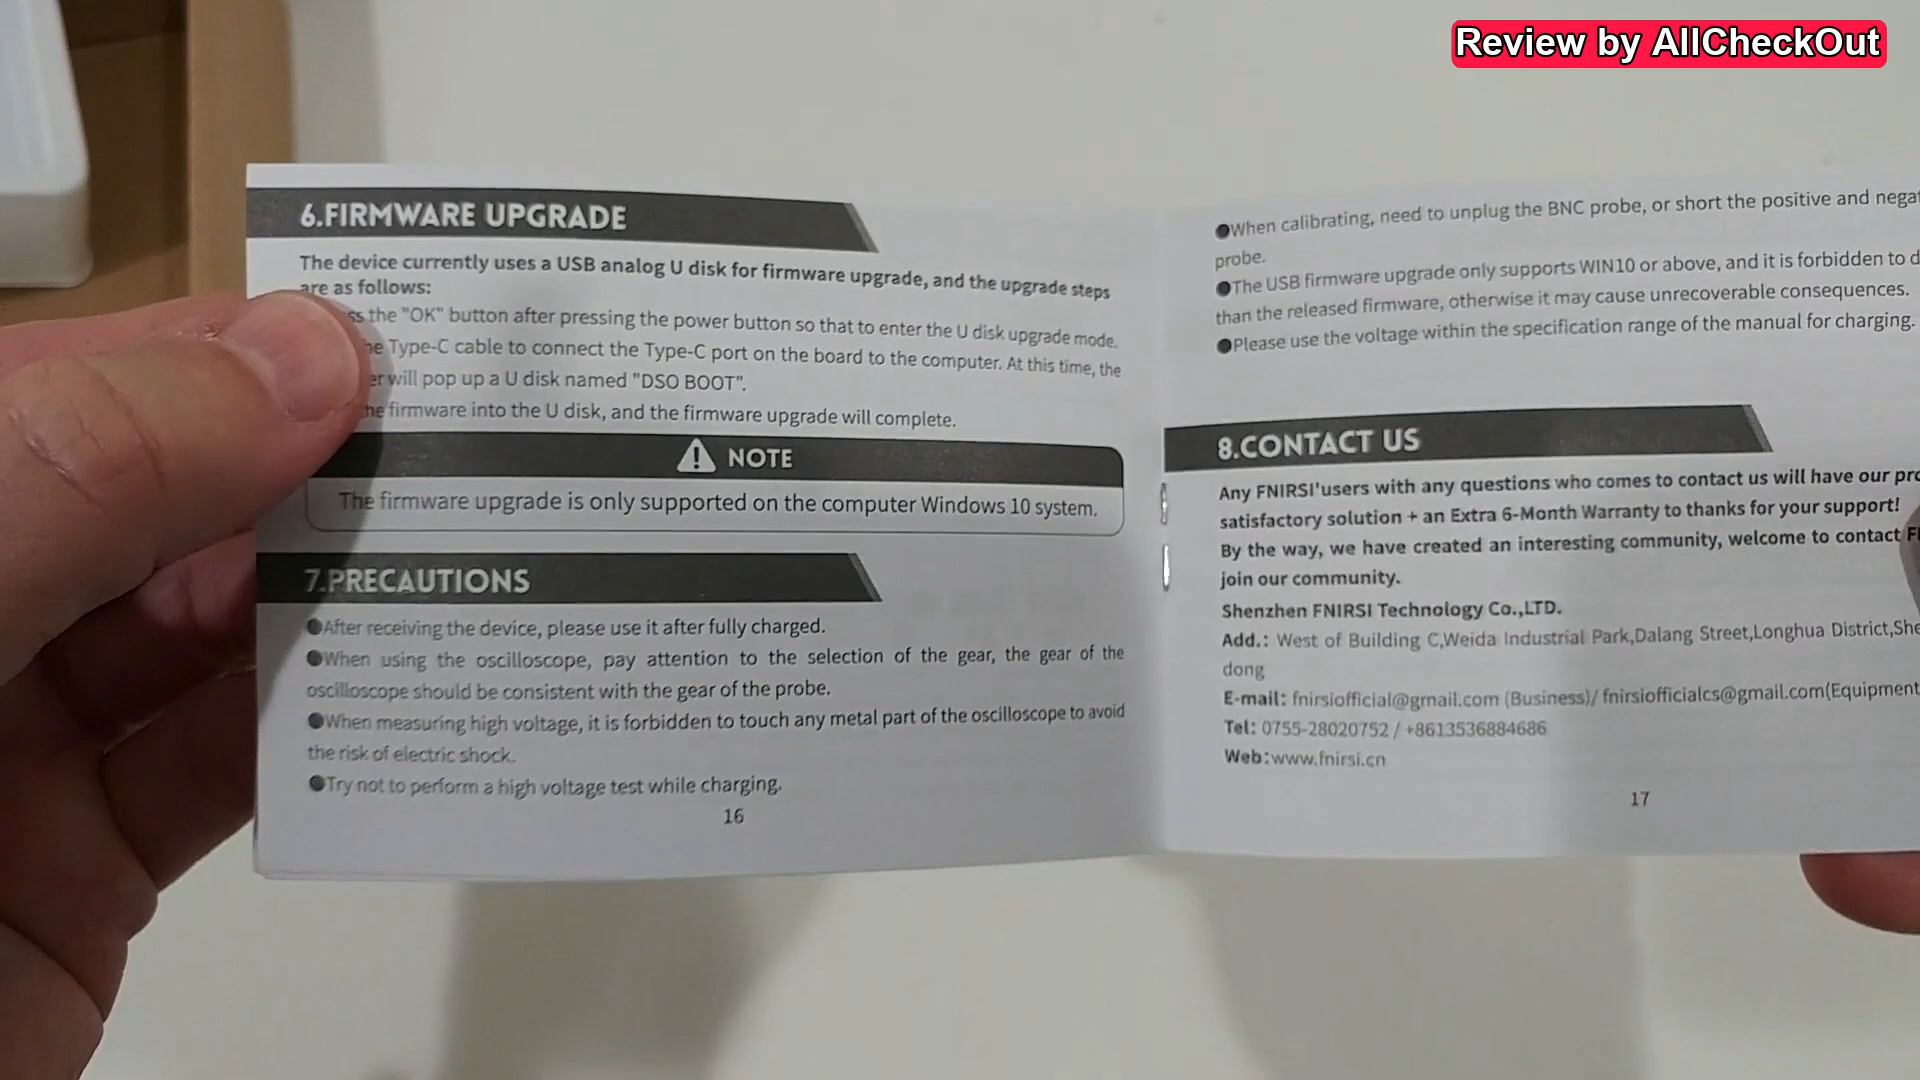 Review by AllCheckOut
6.FIRMWARE UPGRADE
The device currently uses a USB analog U disk for firmware upgrade, and the upgrade steps
are as follows:
the "OK" button after pressing the power button so that to enter the U disk upgrade mode.
Type-C cable to connect the Type-C port on the board to the computer. At this time, the
will pop up a U disk named "DSO BOOT".
firmware into the U disk, and the firmware upgrade will complete.
NOTE
The firmware upgrade is only supported on the computer Windows 10 system.
7.PRECAUTIONS
●After receiving the device, please use it after fully charged.
●When using the oscilloscope, pay attention to the selection of the gear, the gear of the
oscilloscope should be consistent with the gear of the probe.
●When measuring high voltage, it is forbidden to touch any metal part of the oscilloscope to avoid
the risk of electric shock.
●Try not to perform a high voltage test while charging.
16
●When calibrating, need to unplug the BNC probe, or short the positive and
probe.
●The USB firmware upgrade only supports WIN10 or above, and it is forbidden to
than the released firmware, otherwise it may cause unrecoverable consequences.
●Please use the voltage within the specification range of the manual for charging.
8.CONTACT US
Any FNIRSI'users with any questions who comes to contact us will have our
satisfactory solution + an Extra 6-Month Warranty to thanks for your support!
By the way, we have created an interesting community, welcome to contact
join our community.
Shenzhen FNIRSI Technology Co.,LTD.
Add.: West of Building C,Weida Industrial Park,Dalang Street,Longhua District,
dong
E-mail: fnirsiofficial@gmail.com (Business)/ fnirsiofficialcs@gmail.com(Equipment
Tel: 0755-28020752 / +8613536884686
Web:www.fnirsi.cn
17